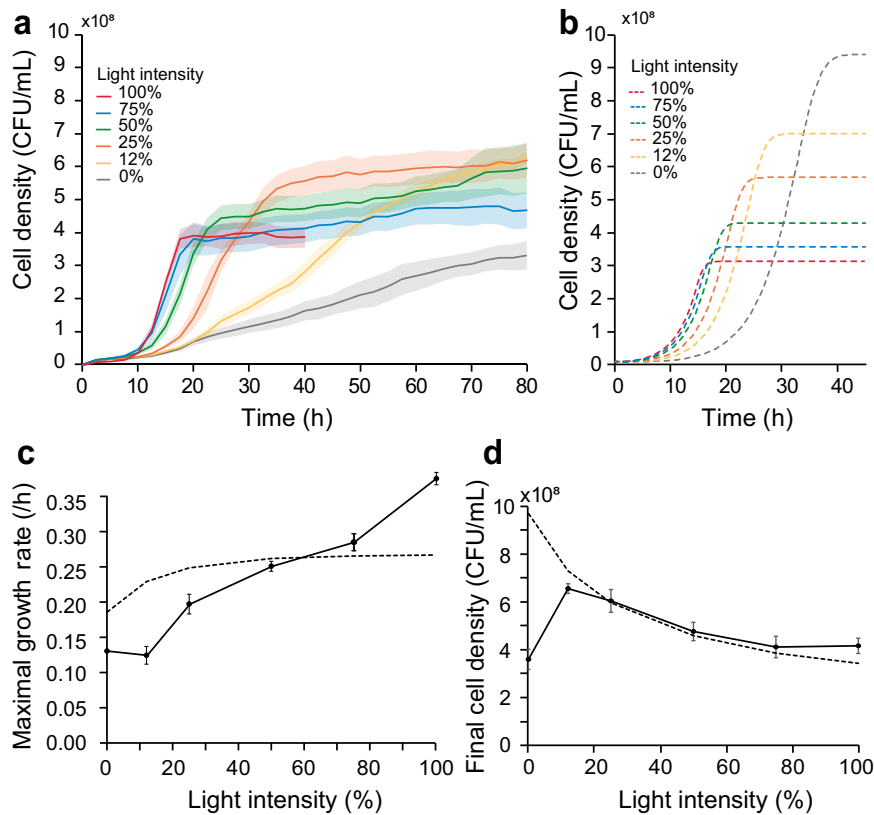 a
×10⁸
Cell density (CFU/mL)
10
9
8
7
6
5
4
3
2
1
0
Light intensity
100%
75%
50%
25%
12%
0%
0 10 20 30 40 50 60 70 80
Time (h)
b
×10⁸
Cell density (CFU/mL)
10
9
8
7
6
5
4
3
2
1
0
Light intensity
100%
75%
50%
25%
12%
0%
0 10 20 30 40
Time (h)
c
Maximal growth rate (/h)
0.35
0.30
0.25
0.20
0.15
0.10
0.05
0.00
0 20 40 60 80 100
Light intensity (%)
d
×10⁸
Final cell density (CFU/mL)
10
8
6
4
2
0
0 20 40 60 80 100
Light intensity (%)